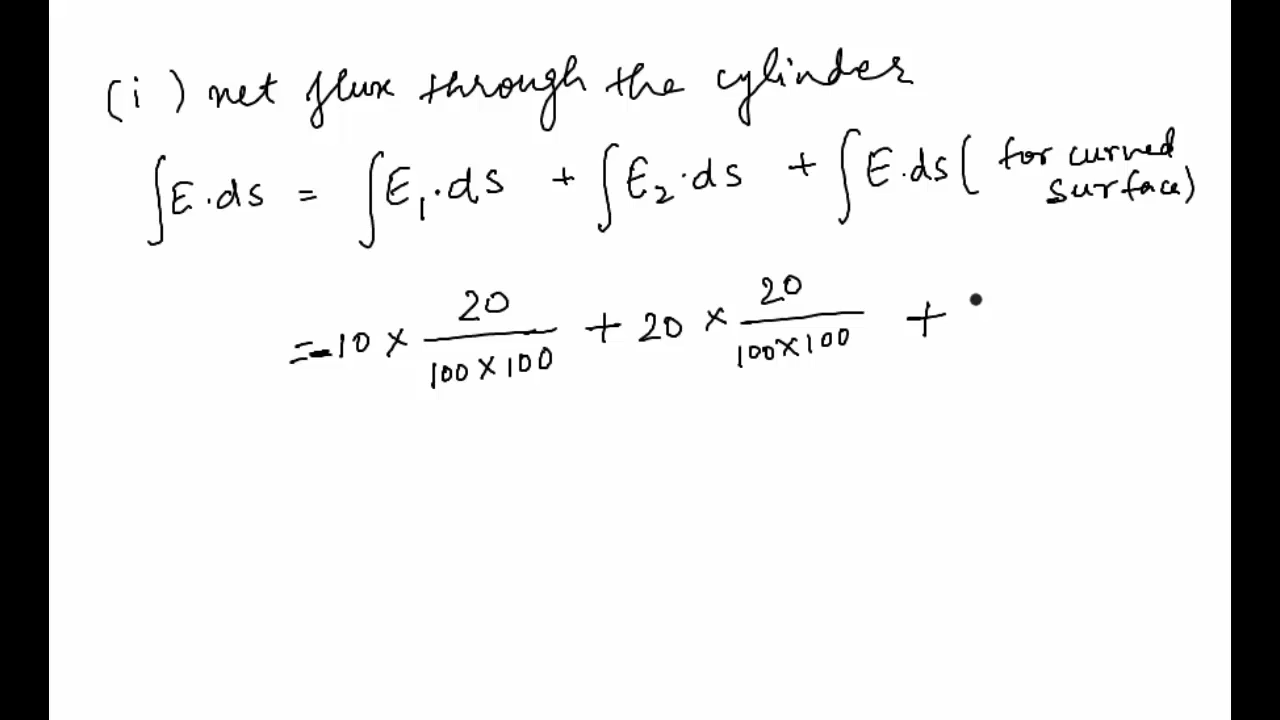 (i) net flux through the cylinder
∫E.ds = ∫E₁.ds + ∫E₂.ds + ∫E.ds (for curved surface)
= -10 × 20/(100×100) + 20 × 20/(100×100) +